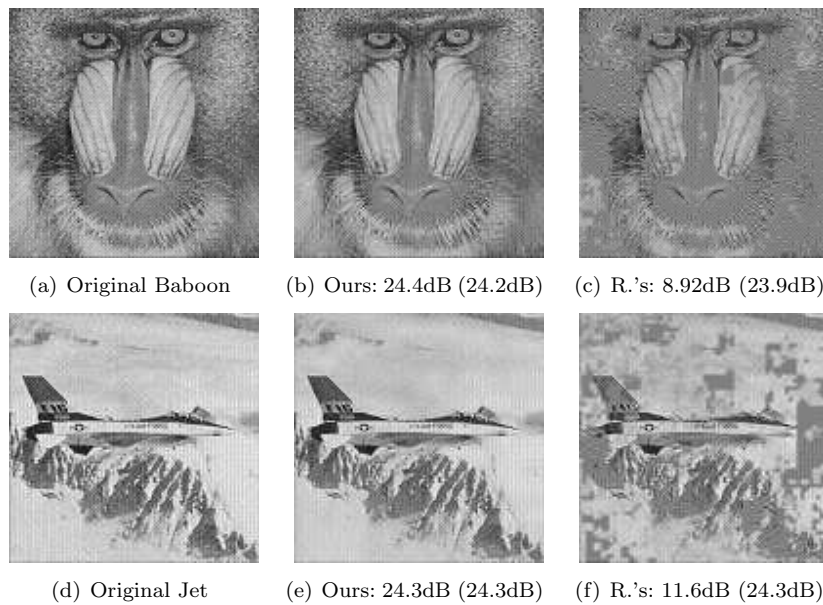 (a) Original Baboon
(b) Ours: 24.4dB (24.2dB)
(c) R.'s: 8.92dB (23.9dB)
(d) Original Jet
(e) Ours: 24.3dB (24.3dB)
(f) R.'s: 11.6dB (24.3dB)